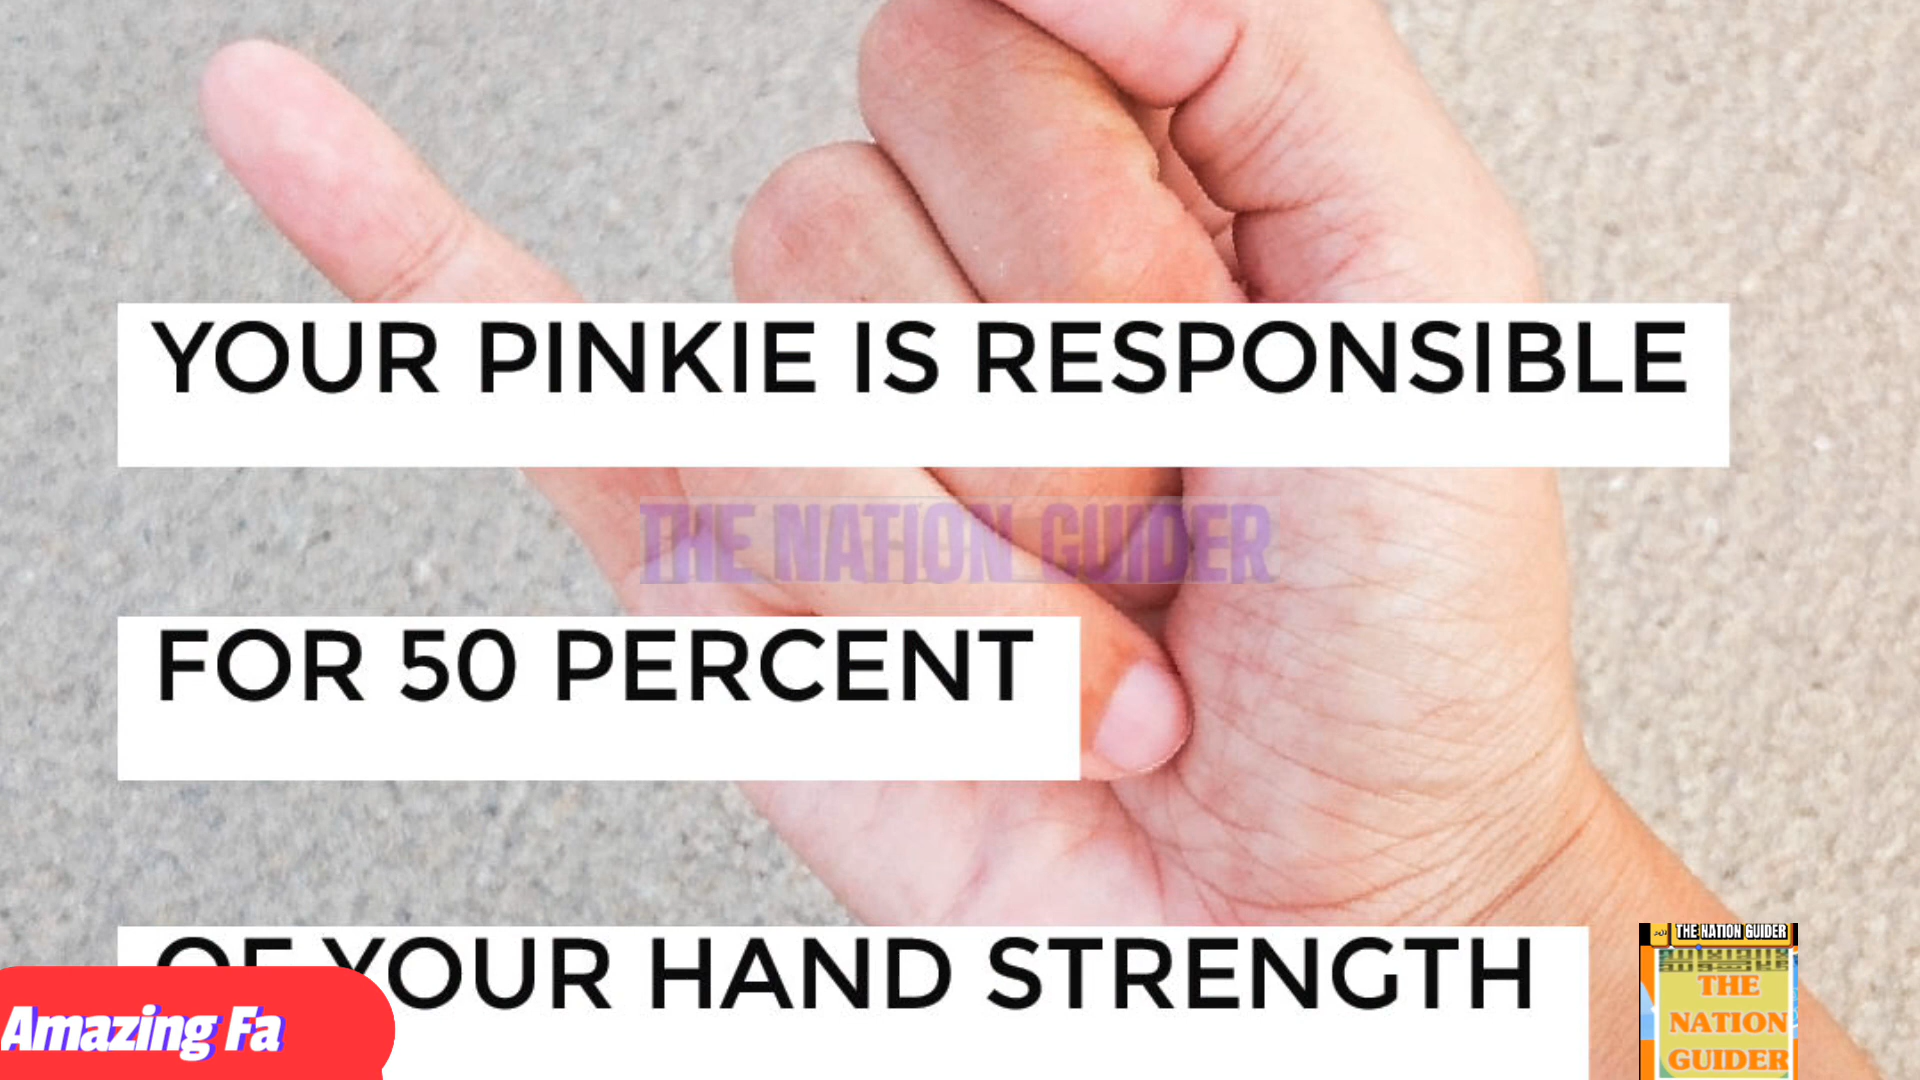 YOUR PINKIE IS RESPONSIBLE
THE NATION GUIDER
FOR 50 PERCENT
OF YOUR HAND STRENGTH
Amazing Fa
THE NATION GUIDER
THE
NATION
GUIDER